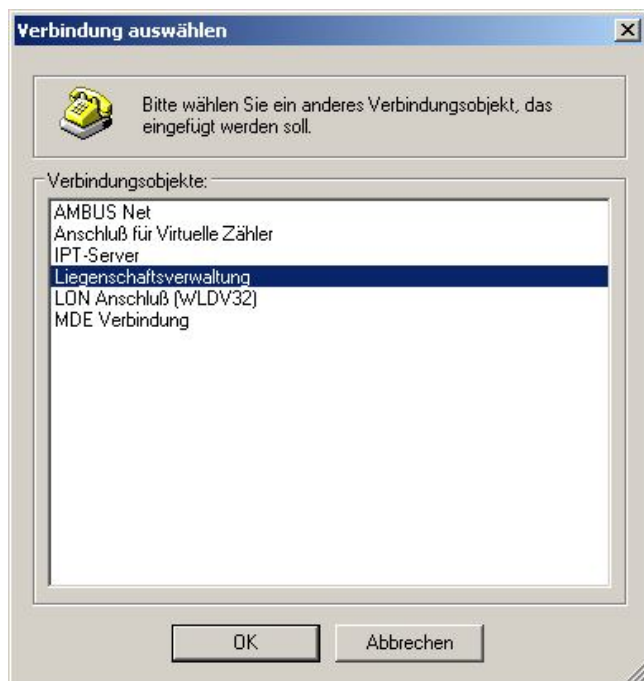 Verbindung auswählen
Bitte wählen Sie ein anderes Verbindungsobjekt, das
eingefügt werden soll.
Verbindungsobjekte:
AMBUS Net
Anschluß für Virtuelle Zähler
IPT-Server
Liegenschaftsverwaltung
LON Anschluß (WLDV32)
MDE Verbindung
OK
Abbrechen